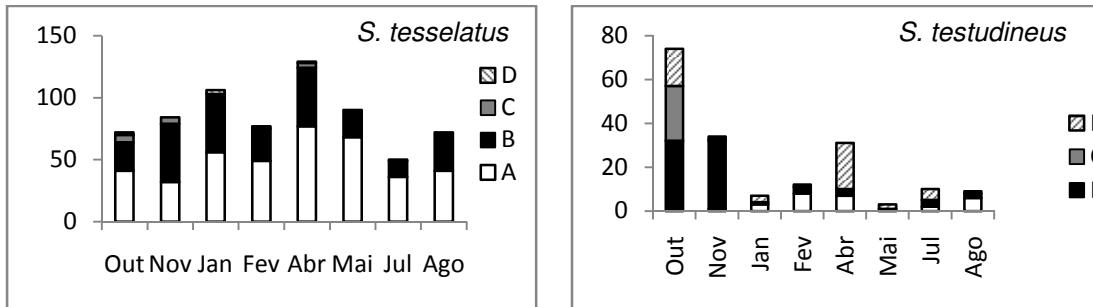 S. tesselatus
150
100
50
0
D
C
B
A
Out Nov Jan Fev Abr Mai Jul Ago
S. testudineus
80
60
40
20
0
Out Nov Jan Fev Abr Mai Jul Ago